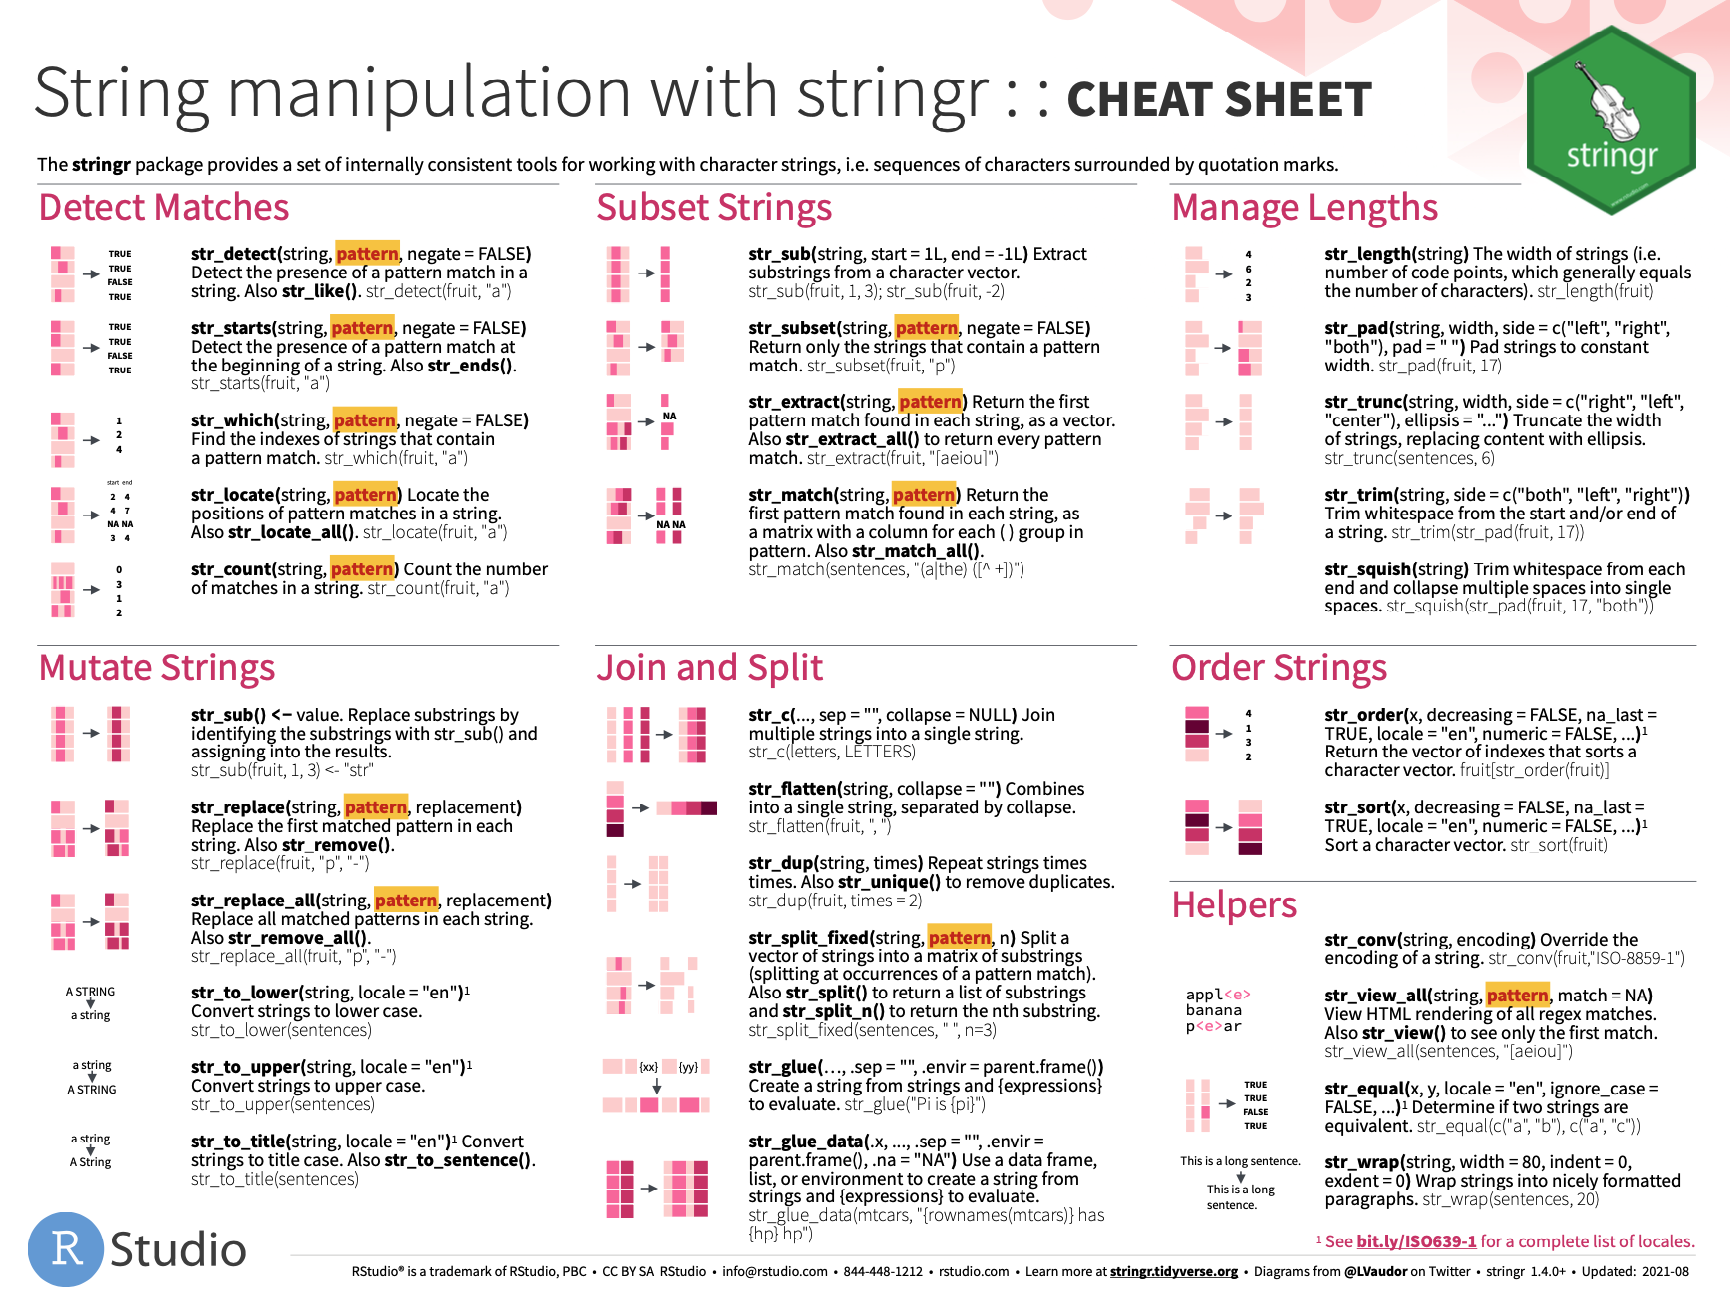 String manipulation with stringr : : CHEAT SHEET
stringr
The stringr package provides a set of internally consistent tools for working with character strings, i.e. sequences of characters surrounded by quotation marks.
Detect Matches
TRUE
TRUE
FALSE
TRUE
str_detect(string, pattern, negate = FALSE)
Detect the presence of a pattern match in a
string. Also str_like(). str_detect(fruit, "a")
TRUE
TRUE
FALSE
TRUE
str_starts(string, pattern, negate = FALSE)
Detect the presence of a pattern match at
the beginning of a string. Also str_ends().
str_starts(fruit, "a")
1
2
4
str_which(string, pattern, negate = FALSE)
Find the indexes of strings that contain
a pattern match. str_which(fruit, "a")
start end
2 4
4 7
NA NA
3 4
str_locate(string, pattern) Locate the
positions of pattern matches in a string.
Also str_locate_all(). str_locate(fruit, "a")
0
3
1
2
str_count(string, pattern) Count the number
of matches in a string. str_count(fruit, "a")
Subset Strings
str_sub(string, start = 1L, end = -1L) Extract
substrings from a character vector.
str_sub(fruit, 1, 3); str_sub(fruit, -2)
str_subset(string, pattern, negate = FALSE)
Return only the strings that contain a pattern
match. str_subset(fruit, "p")
NA
str_extract(string, pattern) Return the first
pattern match found in each string, as a vector.
Also str_extract_all() to return every pattern
match. str_extract(fruit, "[aeiou]")
NA NA
str_match(string, pattern) Return the
first pattern match found in each string, as
a matrix with a column for each ( ) group in
pattern. Also str_match_all().
str_match(sentences, "(a|the) ([^ +])")
Manage Lengths
4
6
2
3
str_length(string) The width of strings (i.e.
number of code points, which generally equals
the number of characters). str_length(fruit)
str_pad(string, width, side = c("left", "right",
"both"), pad = " ") Pad strings to constant
width. str_pad(fruit, 17)
str_trunc(string, width, side = c("right", "left",
"center"), ellipsis = "...") Truncate the width
of strings, replacing content with ellipsis.
str_trunc(sentences, 6)
str_trim(string, side = c("both", "left", "right"))
Trim whitespace from the start and/or end of
a string. str_trim(str_pad(fruit, 17))
str_squish(string) Trim whitespace from each
end and collapse multiple spaces into single
spaces. str_squish(str_pad(fruit, 17, "both"))
Mutate Strings
str_sub() <- value. Replace substrings by
identifying the substrings with str_sub() and
assigning into the results.
str_sub(fruit, 1, 3) <- "str"
str_replace(string, pattern, replacement)
Replace the first matched pattern in each
string. Also str_remove().
str_replace(fruit, "p", "-")
str_replace_all(string, pattern, replacement)
Replace all matched patterns in each string.
Also str_remove_all().
str_replace_all(fruit, "p", "-")
A STRING
a string
str_to_lower(string, locale = "en")¹
Convert strings to lower case.
str_to_lower(sentences)
a string
A STRING
str_to_upper(string, locale = "en")¹
Convert strings to upper case.
str_to_upper(sentences)
a string
A String
str_to_title(string, locale = "en")¹ Convert
strings to title case. Also str_to_sentence().
str_to_title(sentences)
Join and Split
str_c(..., sep = "", collapse = NULL) Join
multiple strings into a single string.
str_c(letters, LETTERS)
str_flatten(string, collapse = "") Combines
into a single string, separated by collapse.
str_flatten(fruit, ", ")
str_dup(string, times) Repeat strings times
times. Also str_unique() to remove duplicates.
str_dup(fruit, times = 2)
str_split_fixed(string, pattern, n) Split a
vector of strings into a matrix of substrings
(splitting at occurrences of a pattern match).
Also str_split() to return a list of substrings
and str_split_n() to return the nth substring.
str_split_fixed(sentences, " ", n=3)
{xx} {yy}
str_glue(…, .sep = "", .envir = parent.frame())
Create a string from strings and {expressions}
to evaluate. str_glue("Pi is {pi}")
str_glue_data(.x, ..., .sep = "", .envir =
parent.frame(), .na = "NA") Use a data frame,
list, or environment to create a string from
strings and {expressions} to evaluate.
str_glue_data(mtcars, "{rownames(mtcars)} has
{hp} hp")
Order Strings
4
1
3
2
str_order(x, decreasing = FALSE, na_last =
TRUE, locale = "en", numeric = FALSE, ...)¹
Return the vector of indexes that sorts a
character vector. fruit[str_order(fruit)]
str_sort(x, decreasing = FALSE, na_last =
TRUE, locale = "en", numeric = FALSE, ...)¹
Sort a character vector. str_sort(fruit)
Helpers
str_conv(string, encoding) Override the
encoding of a string. str_conv(fruit,"ISO-8859-1")
appl<e>
banana
p<e>ar
str_view_all(string, pattern, match = NA)
View HTML rendering of all regex matches.
Also str_view() to see only the first match.
str_view_all(sentences, "[aeiou]")
TRUE
TRUE
FALSE
TRUE
str_equal(x, y, locale = "en", ignore_case =
FALSE, ...)¹ Determine if two strings are
equivalent. str_equal(c("a", "b"), c("a", "c"))
This is a long sentence.
This is a long
sentence.
str_wrap(string, width = 80, indent = 0,
exdent = 0) Wrap strings into nicely formatted
paragraphs. str_wrap(sentences, 20)
¹ See bit.ly/ISO639-1 for a complete list of locales.
R Studio
RStudio® is a trademark of RStudio, PBC • CC BY SA RStudio • info@rstudio.com • 844-448-1212 • rstudio.com • Learn more at stringr.tidyverse.org • Diagrams from @LVaudor on Twitter • stringr 1.4.0+ • Updated: 2021-08